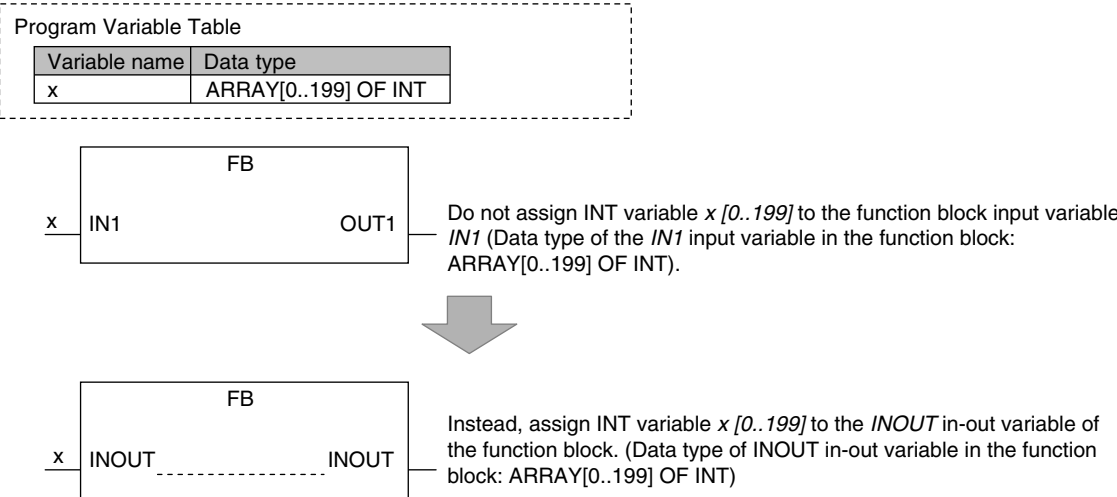 Program Variable Table
Variable name Data type
x ARRAY[0..199] OF INT
FB
x IN1 OUT1
Do not assign INT variable x [0..199] to the function block input variable
IN1 (Data type of the IN1 input variable in the function block:
ARRAY[0..199] OF INT).
FB
x INOUT INOUT
Instead, assign INT variable x [0..199] to the INOUT in-out variable of
the function block. (Data type of INOUT in-out variable in the function
block: ARRAY[0..199] OF INT)